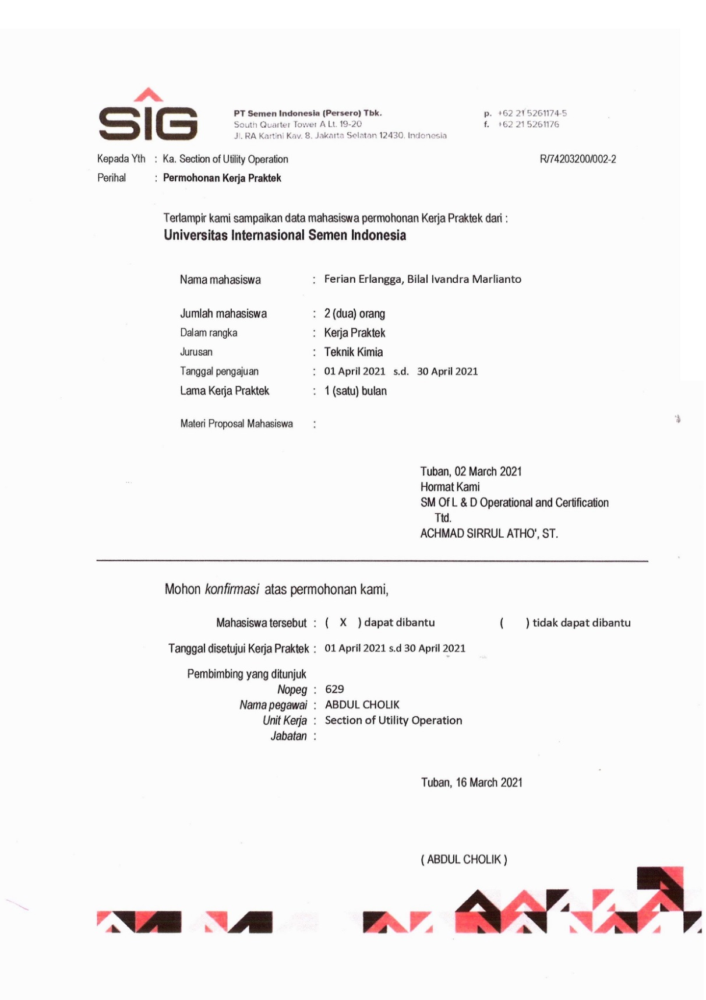 SIG
PT Semen Indonesia (Persero) Tbk.
South Quarter Tower A Lt. 19-20
Jl. RA Kartini Kav. 8, Jakarta Selatan 12430, Indonesia
p. +62 21 5261174-5
f. +62 21 5261176
Kepada Yth : Ka. Section of Utility Operation R/74203200/002-2
Perihal : Permohonan Kerja Praktek
Terlampir kami sampaikan data mahasiswa permohonan Kerja Praktek dari :
Universitas Internasional Semen Indonesia
Nama mahasiswa : Ferian Erlangga, Bilal Ivandra Marlianto
Jumlah mahasiswa : 2 (dua) orang
Dalam rangka : Kerja Praktek
Jurusan : Teknik Kimia
Tanggal pengajuan : 01 April 2021 s.d. 30 April 2021
Lama Kerja Praktek : 1 (satu) bulan
Materi Proposal Mahasiswa :
Tuban, 02 March 2021
Hormat Kami
SM Of L & D Operational and Certification
Ttd.
ACHMAD SIRRUL ATHO', ST.
Mohon konfirmasi atas permohonan kami,
Mahasiswa tersebut : ( X ) dapat dibantu ( ) tidak dapat dibantu
Tanggal disetujui Kerja Praktek : 01 April 2021 s.d 30 April 2021
Pembimbing yang ditunjuk
Nopeg : 629
Nama pegawai : ABDUL CHOLIK
Unit Kerja : Section of Utility Operation
Jabatan :
Tuban, 16 March 2021
( ABDUL CHOLIK )